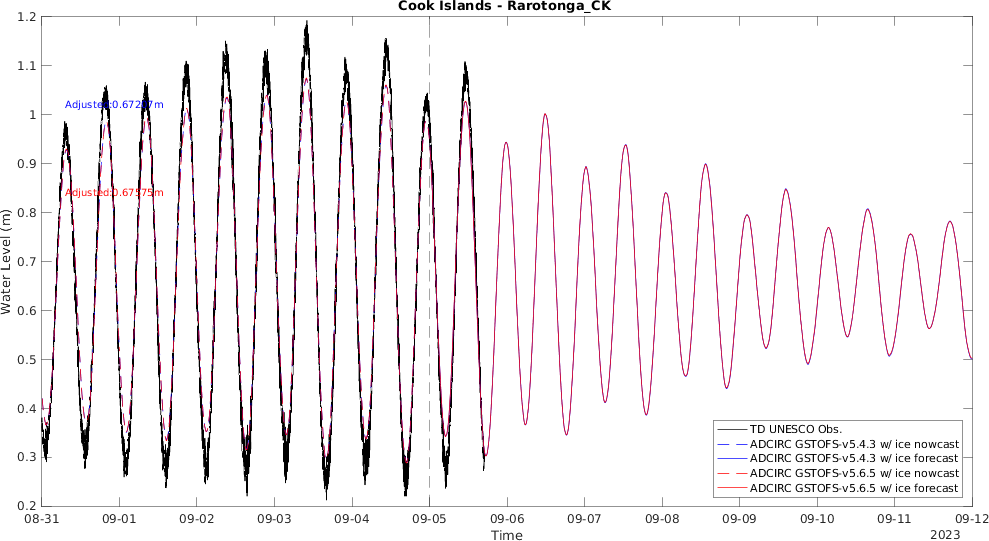 Cook Islands - Rarotonga_CK
Water Level (m)
1.2
1.1
1
0.9
0.8
0.7
0.6
0.5
0.4
0.3
0.2
Adjusted:0.67575m
TD UNESCO Obs.
ADCIRC GSTOFS-v5.4.3 w/ ice nowcast
ADCIRC GSTOFS-v5.4.3 w/ ice forecast
ADCIRC GSTOFS-v5.6.5 w/ ice nowcast
ADCIRC GSTOFS-v5.6.5 w/ ice forecast
08-31 09-01 09-02 09-03 09-04 09-05 09-06 09-07 09-08 09-09 09-10 09-11 09-12
Time
2023